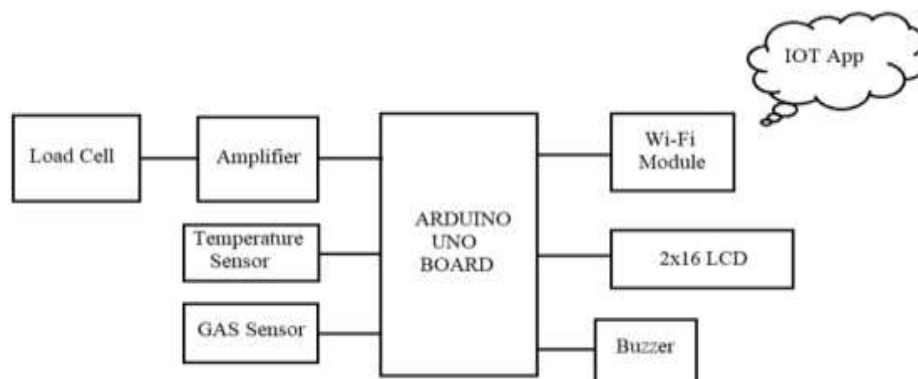 IOT App
Load Cell
Amplifier
Wi-Fi
Module
ARDUINO
UNO
BOARD
Temperature
Sensor
2x16 LCD
GAS Sensor
Buzzer